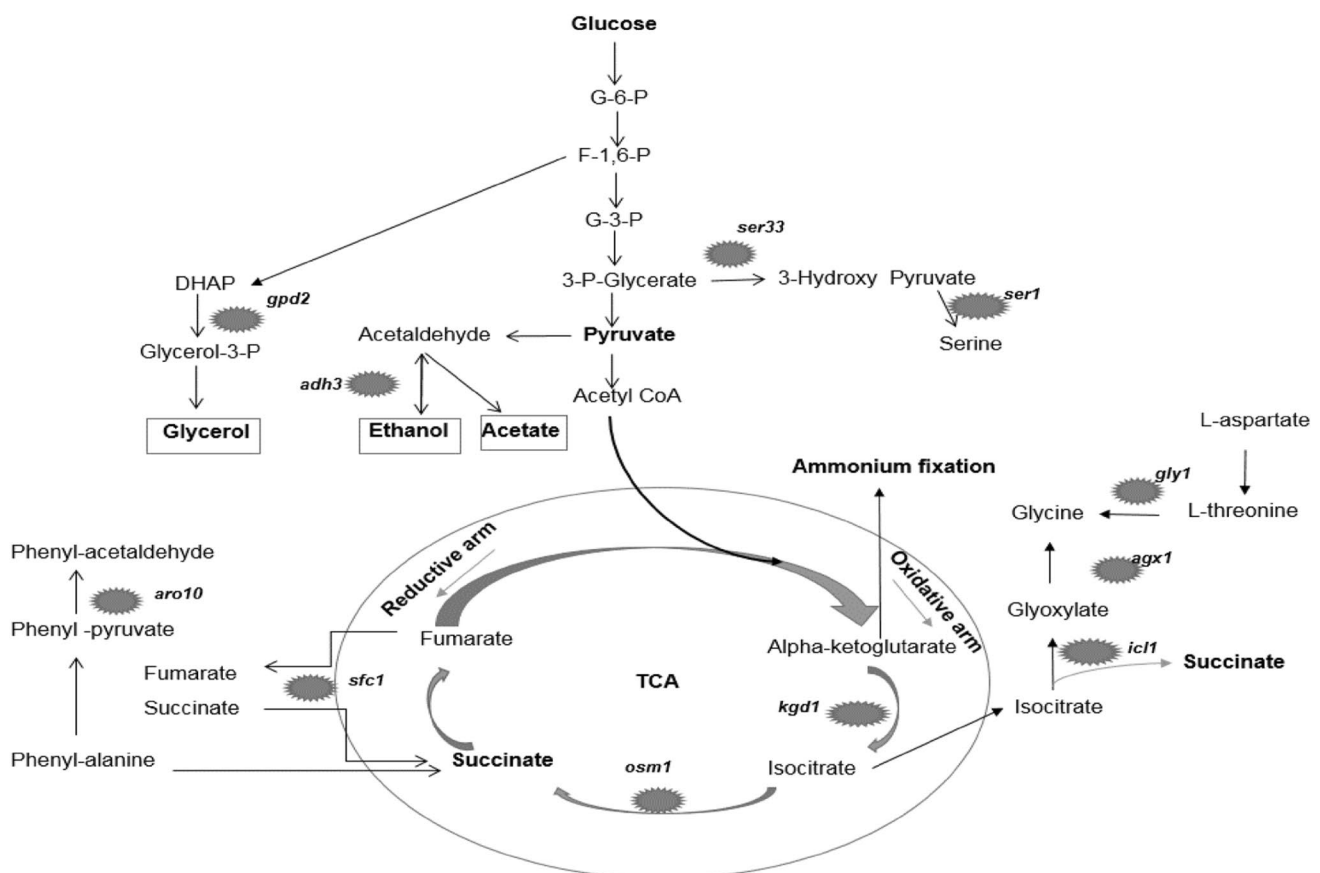 Glucose
G-6-P
F-1,6-P
G-3-P
ser33
DHAP
3-P-Glycerate
3-Hydroxy Pyruvate
gpd2
ser1
Acetaldehyde
Pyruvate
Serine
Glycerol-3-P
adh3
Acetyl CoA
Glycerol
Ethanol
Acetate
L-aspartate
Ammonium fixation
gly1
Glycine
L-threonine
Phenyl-acetaldehyde
Reductive arm
Oxidative arm
agx1
aro10
Glyoxylate
Phenyl -pyruvate
Fumarate
Alpha-ketoglutarate
icl1
Succinate
Fumarate
sfc1
TCA
Succinate
kgd1
Isocitrate
Phenyl-alanine
Succinate
osm1
Isocitrate